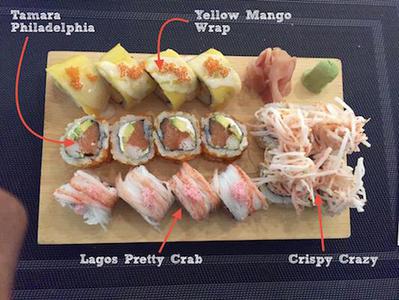 Tamara
Philadelphia
Yellow Mango
Wrap
Lagos Pretty Crab
Crispy Crazy